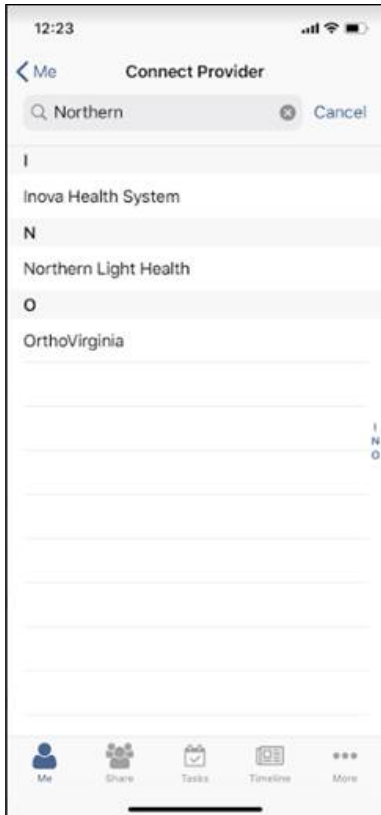 12:23
Me Connect Provider
Northern Cancel
I
Inova Health System
N
Northern Light Health
O
OrthoVirginia
I
N
O
Me Share Tasks Timeline More